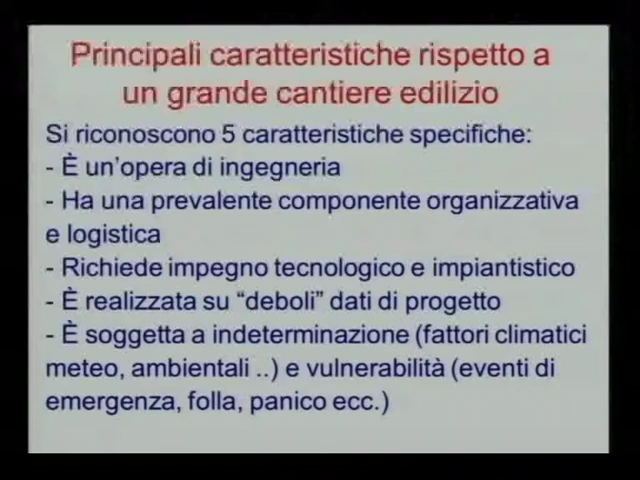 Principali caratteristiche rispetto a
un grande cantiere edilizio
Si riconoscono 5 caratteristiche specifiche:
- È un'opera di ingegneria
- Ha una prevalente componente organizzativa
e logistica
- Richiede impegno tecnologico e impiantistico
- È realizzata su "deboli" dati di progetto
- È soggetta a indeterminazione (fattori climatici
meteo, ambientali ..) e vulnerabilità (eventi di
emergenza, folla, panico ecc.)